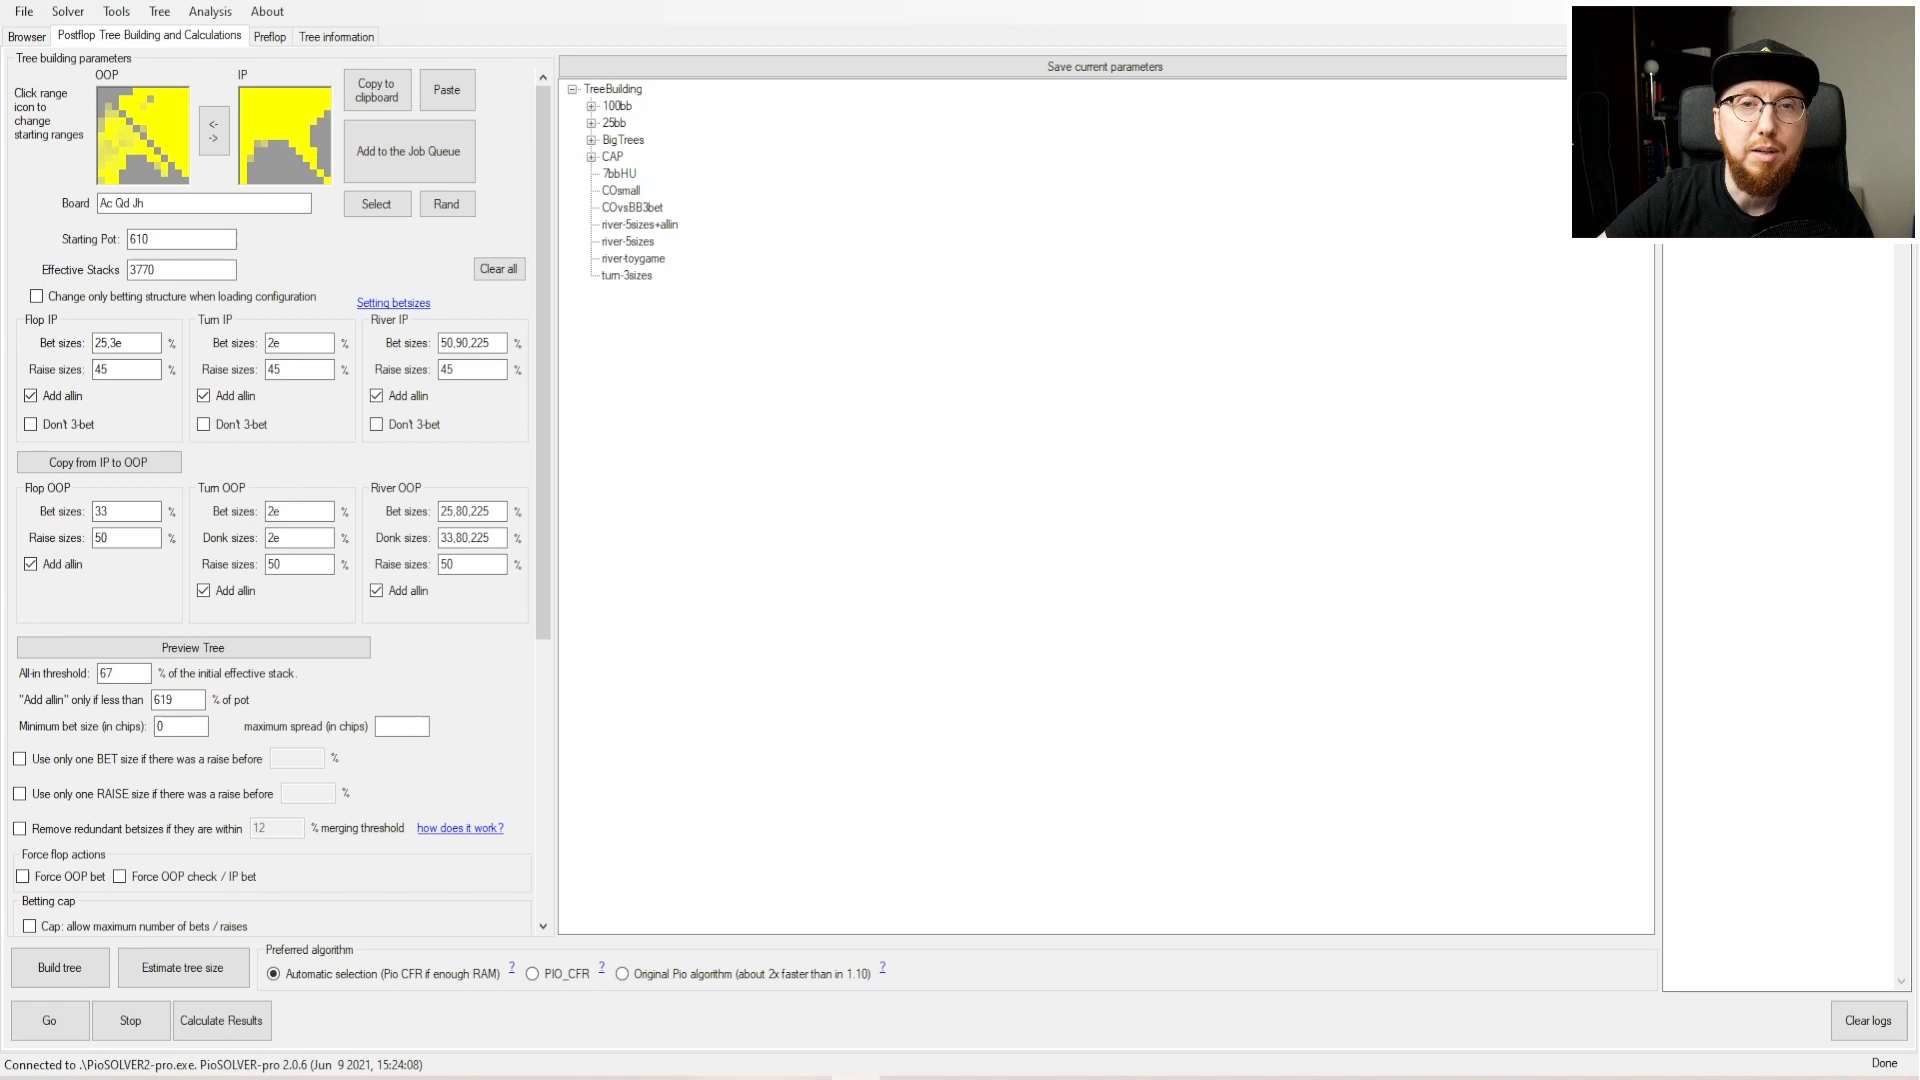 File Solver Tools Tree Analysis About
Browser Postflop Tree Building and Calculations Preflop Tree information
Tree building parameters
OOP IP
Click range
icon to
change
starting ranges
<-
->
Copy to
clipboard
Paste
Add to the Job Queue
Board Ac Qd Jh Select Rand
Starting Pot: 610
Effective Stacks 3770 Clear all
Change only betting structure when loading configuration Setting betsizes
Flop IP Turn IP River IP
Bet sizes: 25,3e % Bet sizes: 2e % Bet sizes: 50,90,225 %
Raise sizes: 45 % Raise sizes: 45 % Raise sizes: 45 %
Add allin Add allin Add allin
Don't 3-bet Don't 3-bet Don't 3-bet
Copy from IP to OOP
Flop OOP Turn OOP River OOP
Bet sizes: 33 % Bet sizes: 2e % Bet sizes: 25,80,225 %
Raise sizes: 50 % Donk sizes: 2e % Donk sizes: 33,80,225 %
Add allin Raise sizes: 50 % Raise sizes: 50 %
Add allin Add allin
Preview Tree
All-in threshold: 67 % of the initial effective stack.
"Add allin" only if less than 619 % of pot
Minimum bet size (in chips): 0 maximum spread (in chips)
Use only one BET size if there was a raise before %
Use only one RAISE size if there was a raise before %
Remove redundant betsizes if they are within 12 % merging threshold how does it work?
Force flop actions
Force OOP bet Force OOP check / IP bet
Betting cap
Cap: allow maximum number of bets / raises
Save current parameters
TreeBuilding
100bb
25bb
BigTrees
CAP
7bbHU
COsmall
COvsBB3bet
river-5sizes+allin
river-5sizes
river-toygame
turn-3sizes
Build tree Estimate tree size
Preferred algorithm
Automatic selection (Pio CFR if enough RAM) ? PIO_CFR ? Original Pio algorithm (about 2x faster than in 1.10) ?
Go Stop Calculate Results Clear logs
Connected to .\PioSOLVER2-pro.exe. PioSOLVER-pro 2.0.6 (Jun 9 2021, 15:24:08) Done